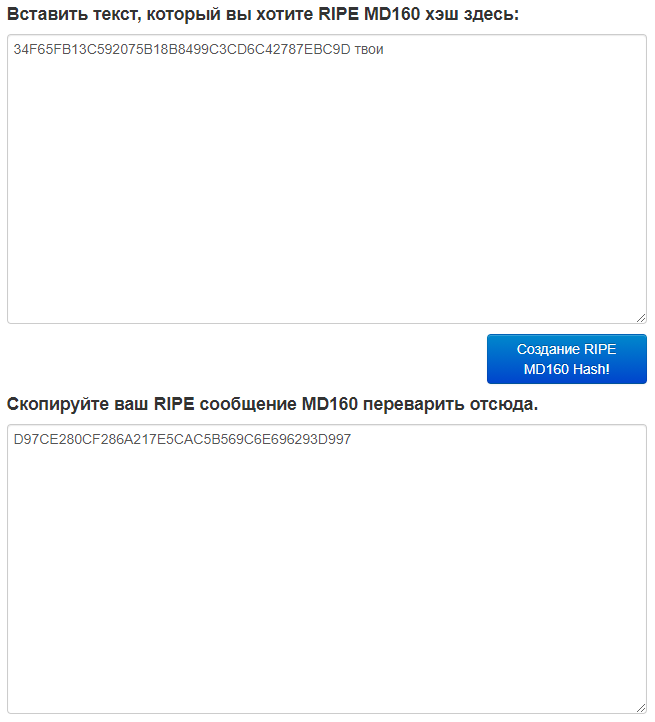 Вставить текст, который вы хотите RIPE MD160 хэш здесь:
34F65FB13C592075B18B8499C3CD6C42787EBC9D твои
Создание RIPE
MD160 Hash!
Скопируйте ваш RIPE сообщение MD160 переварить отсюда.
D97CE280CF286A217E5CAC5B569C6E696293D997